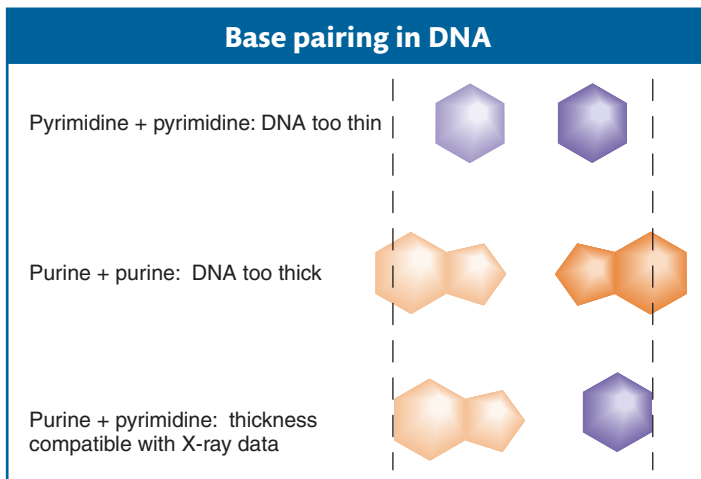 Base pairing in DNA
Pyrimidine + pyrimidine: DNA too thin
Purine + purine: DNA too thick
Purine + pyrimidine: thickness
compatible with X-ray data